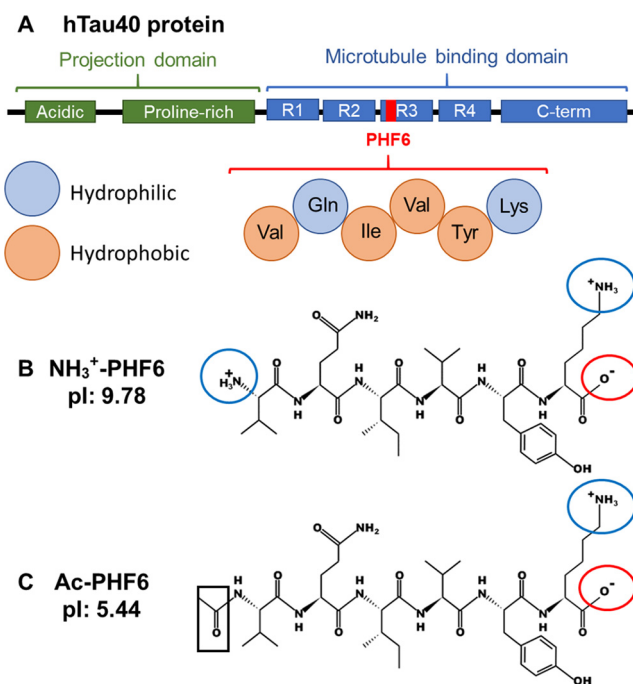 A hTau40 protein
Projection domain Microtubule binding domain
Acidic Proline-rich R1 R2 R3 R4 C-term
PHF6
Hydrophilic
Hydrophobic
Val Gln Ile Val Tyr Lys
B NH₃⁺-PHF6
pI: 9.78
H₃N⁺ O NH₂ O N H O N H O N H O N H O N H O O⁻ NH₃⁺ OH
C Ac-PHF6
pI: 5.44
O H N O NH₂ O N H O N H O N H O N H O N H O O⁻ NH₃⁺ OH